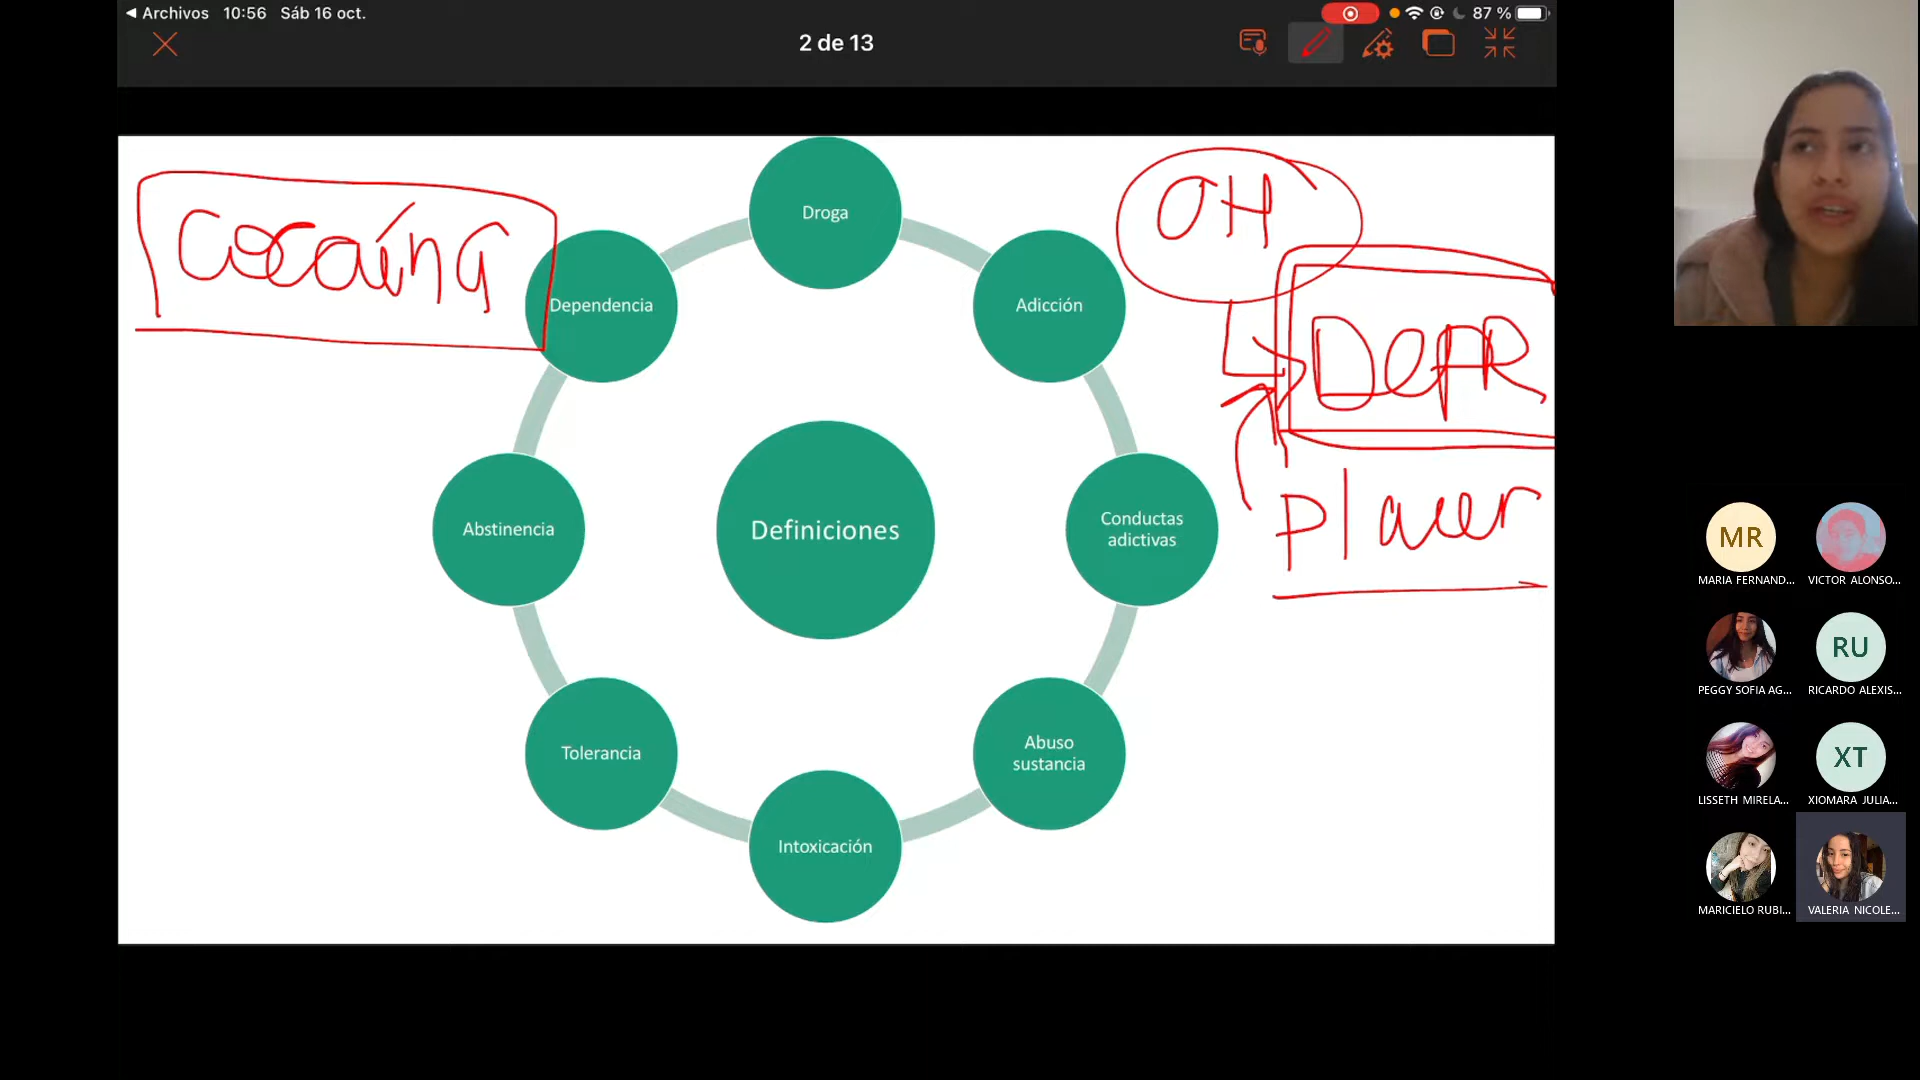 ◀ Archivos 10:56 Sáb 16 oct.
87 %
2 de 13
Droga
Cocaína
OH
Dependencia
Adicción
DEPR
Abstinencia
Definiciones
Conductas
adictivas
placer
Tolerancia
Abuso
sustancia
Intoxicación
MR
MARIA FERNAND...
VICTOR ALONSO...
RU
PEGGY SOFIA AG...
RICARDO ALEXIS...
XT
LISSETH MIRELA...
XIOMARA JULIA...
MARICIELO RUBI...
VALERIA NICOLE...